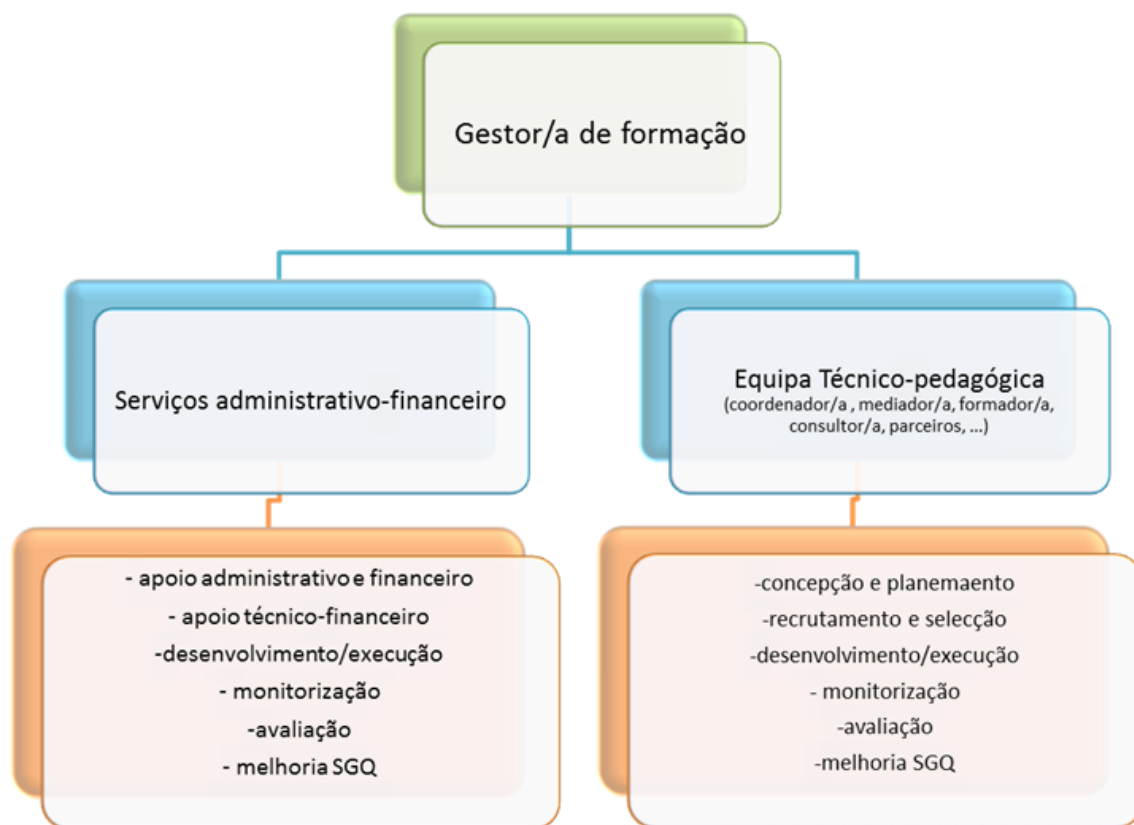 Gestor/a de formação
Serviços administrativo-financeiro
Equipa Técnico-pedagógica
(coordenador/a , mediador/a, formador/a,
consultor/a, parceiros, ...)
- apoio administrativo e financeiro
- apoio técnico-financeiro
-desenvolvimento/execução
- monitorização
-avaliação
- melhoria SGQ
-concepção e planemaento
-recrutamento e selecção
-desenvolvimento/execução
- monitorização
-avaliação
-melhoria SGQ